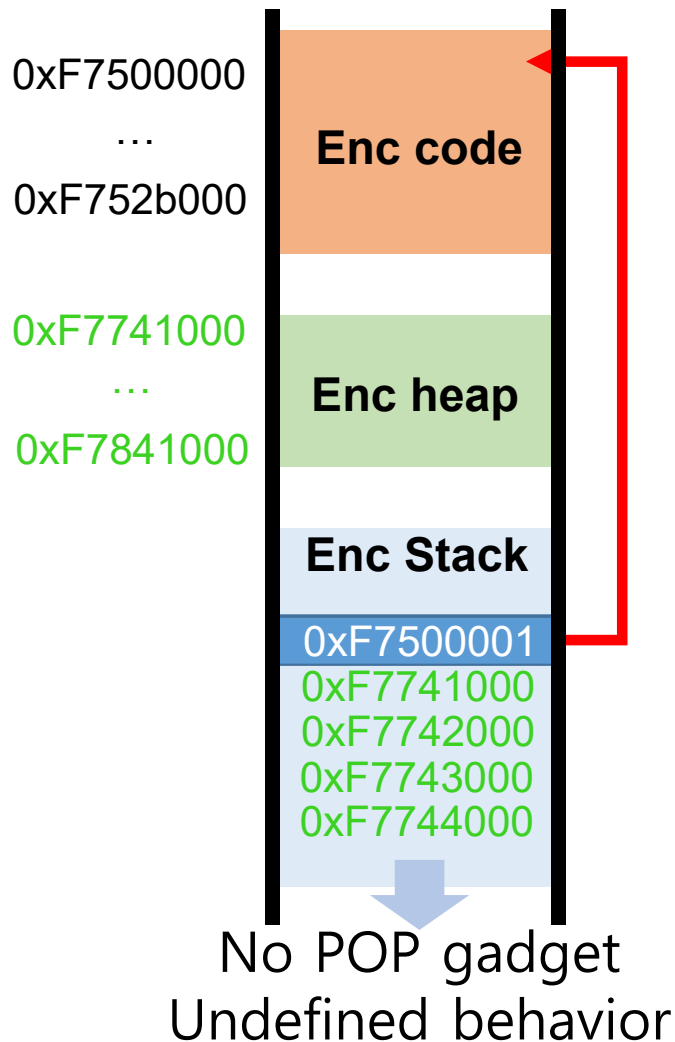 0xF7500000
…
0xF752b000
Enc code
0xF7741000
…
0xF7841000
Enc heap
Enc Stack
0xF7500001
0xF7741000
0xF7742000
0xF7743000
0xF7744000
No POP gadget
Undefined behavior